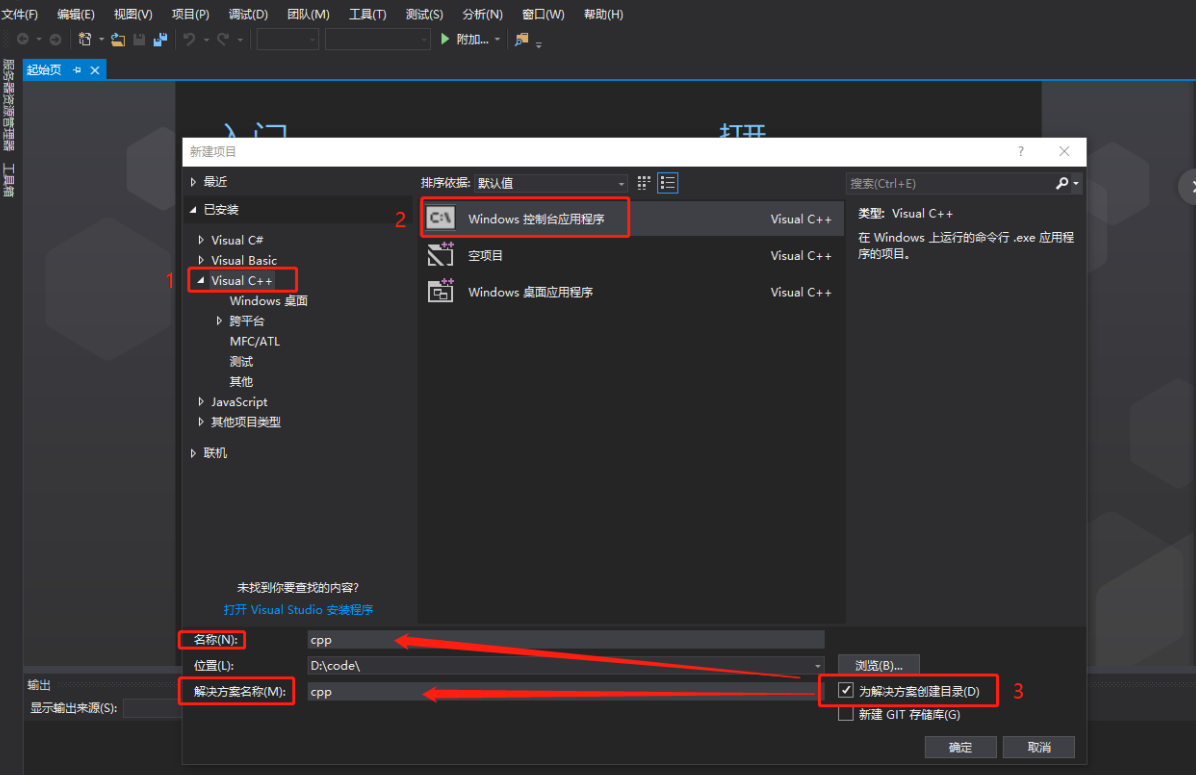 文件(F) 编辑(E) 视图(V) 项目(P) 调试(D) 团队(M) 工具(T) 测试(S) 分析(N) 窗口(W) 帮助(H)
附加...
起始页
服务器资源管理器
工具箱
入门 打开
新建项目 ?
最近
已安装
Visual C#
Visual Basic
1 Visual C++
Windows 桌面
跨平台
MFC/ATL
测试
其他
JavaScript
其他项目类型
联机
未找到你要查找的内容?
打开 Visual Studio 安装程序
排序依据: 默认值
2 C:\ Windows 控制台应用程序 Visual C++
空项目 Visual C++
Windows 桌面应用程序 Visual C++
搜索(Ctrl+E)
类型: Visual C++
在 Windows 上运行的命令行 .exe 应用程
序的项目。
名称(N): cpp
位置(L): D:\code\ 浏览(B)...
解决方案名称(M): cpp 为解决方案创建目录(D) 3
新建 GIT 存储库(G)
确定 取消
输出
显示输出来源(S):